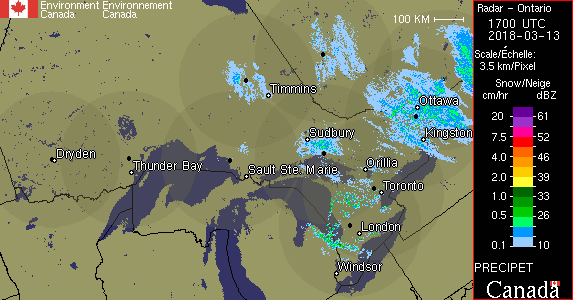 Environment Environnement
Canada Canada
100 KM
Timmins
Ottawa
Sudbury
Kingston
Dryden
Thunder Bay
Sault Ste. Marie
Orillia
Toronto
London
Windsor
Radar - Ontario
1700 UTC
2018-03-13
Scale/Échelle:
3.5 km/Pixel
Snow/Neige
cm/hr dBZ
20 61
7.5 52
4.0 46
2.0 39
1.0 33
0.5 26
0.1 10
PRECIPET
Canada